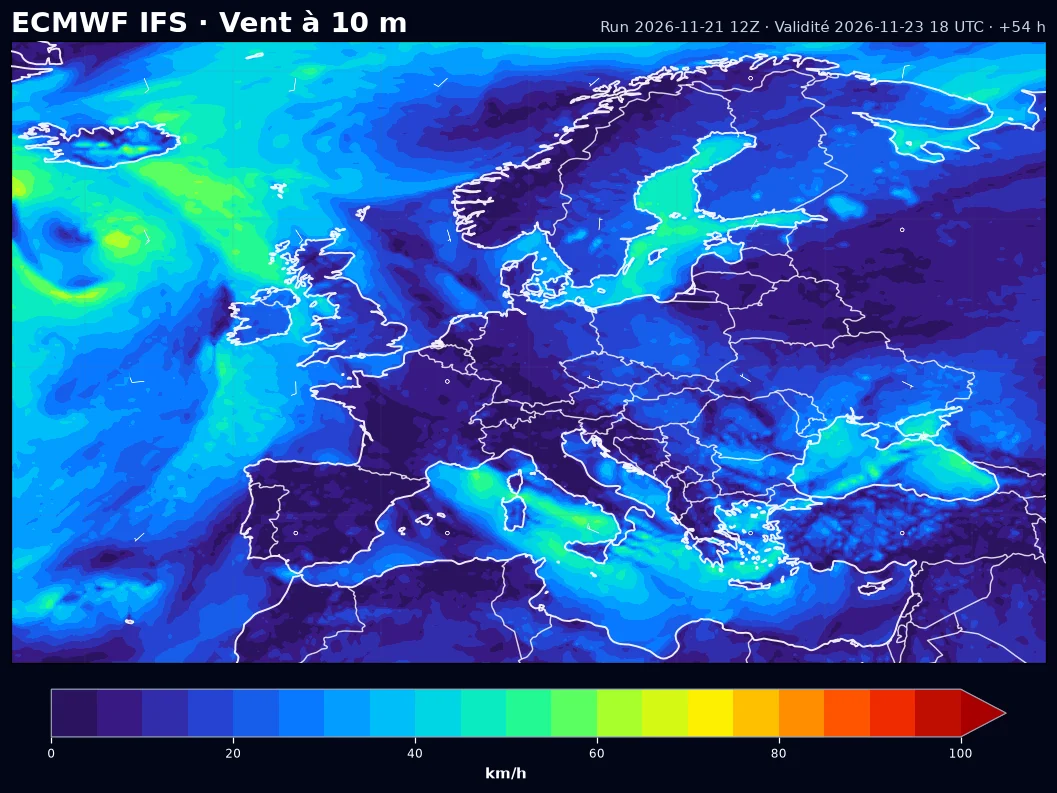 ECMWF IFS · Vent à 10 m
Run 2026-11-21 12Z · Validité 2026-11-23 18 UTC · +54 h
0 20 40 60 80 100
km/h